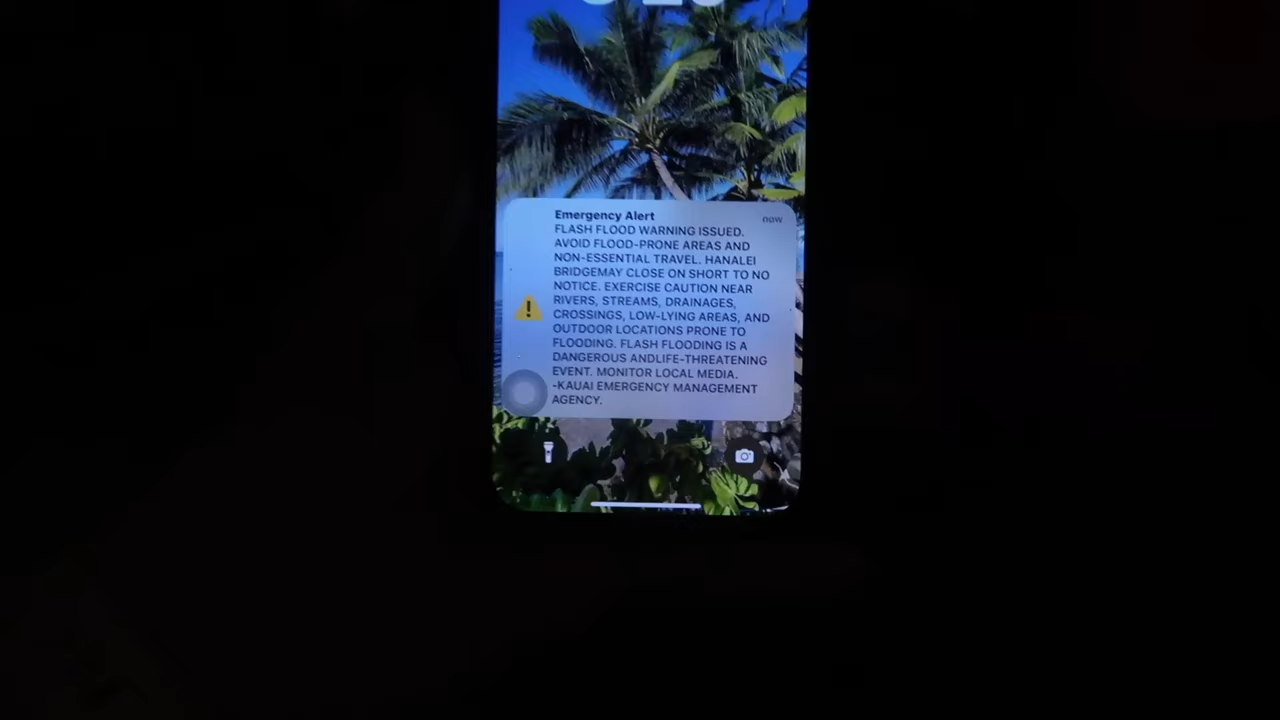 Emergency Alert
now
FLASH FLOOD WARNING ISSUED.
AVOID FLOOD-PRONE AREAS AND
NON-ESSENTIAL TRAVEL. HANALEI
BRIDGEMAY CLOSE ON SHORT TO NO
NOTICE. EXERCISE CAUTION NEAR
RIVERS, STREAMS, DRAINAGES,
CROSSINGS, LOW-LYING AREAS, AND
OUTDOOR LOCATIONS PRONE TO
FLOODING. FLASH FLOODING IS A
DANGEROUS ANDLIFE-THREATENING
EVENT. MONITOR LOCAL MEDIA.
-KAUAI EMERGENCY MANAGEMENT
AGENCY.